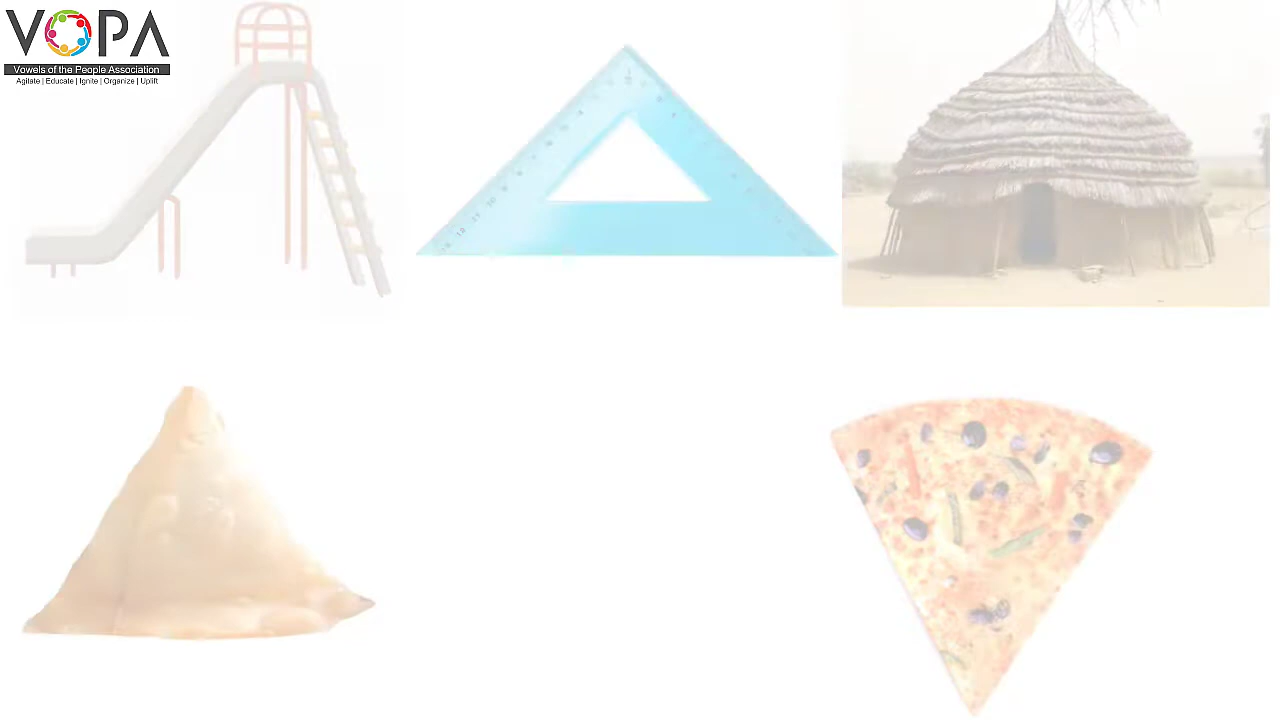 VOPA
Vowels of the People Association
Agitate | Educate | Ignite | Organize | Uplift